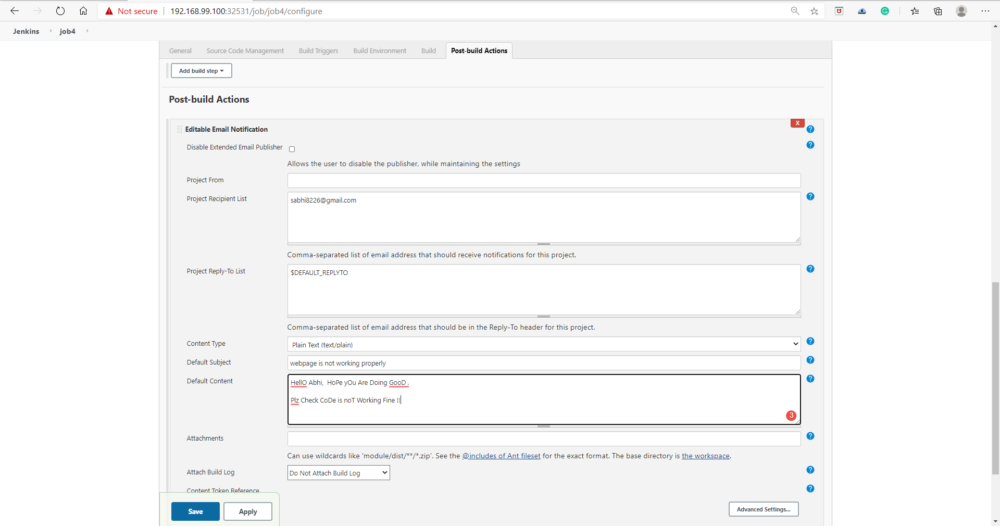 Not secure | 192.168.99.100:32531/job/job4/configure
Jenkins job4
General Source Code Management Build Triggers Build Environment Build Post-build Actions
Add build step
Post-build Actions
Editable Email Notification
X
Disable Extended Email Publisher
Allows the user to disable the publisher, while maintaining the settings
Project From
Project Recipient List
sabhi8226@gmail.com
Comma-separated list of email address that should receive notifications for this project.
Project Reply-To List
$DEFAULT_REPLYTO
Comma-separated list of email address that should be in the Reply-To header for this project.
Content Type
Plain Text (text/plain)
Default Subject
webpage is not working properly
Default Content
HellO Abhi,  HoPe yOu Are Doing GooD .
Plz Check CoDe is noT Working Fine !!
3
Attachments
Can use wildcards like 'module/dist/**/*.zip'. See the @includes of Ant fileset for the exact format. The base directory is the workspace.
Attach Build Log
Do Not Attach Build Log
Content Token Reference
Save Apply
Advanced Settings...